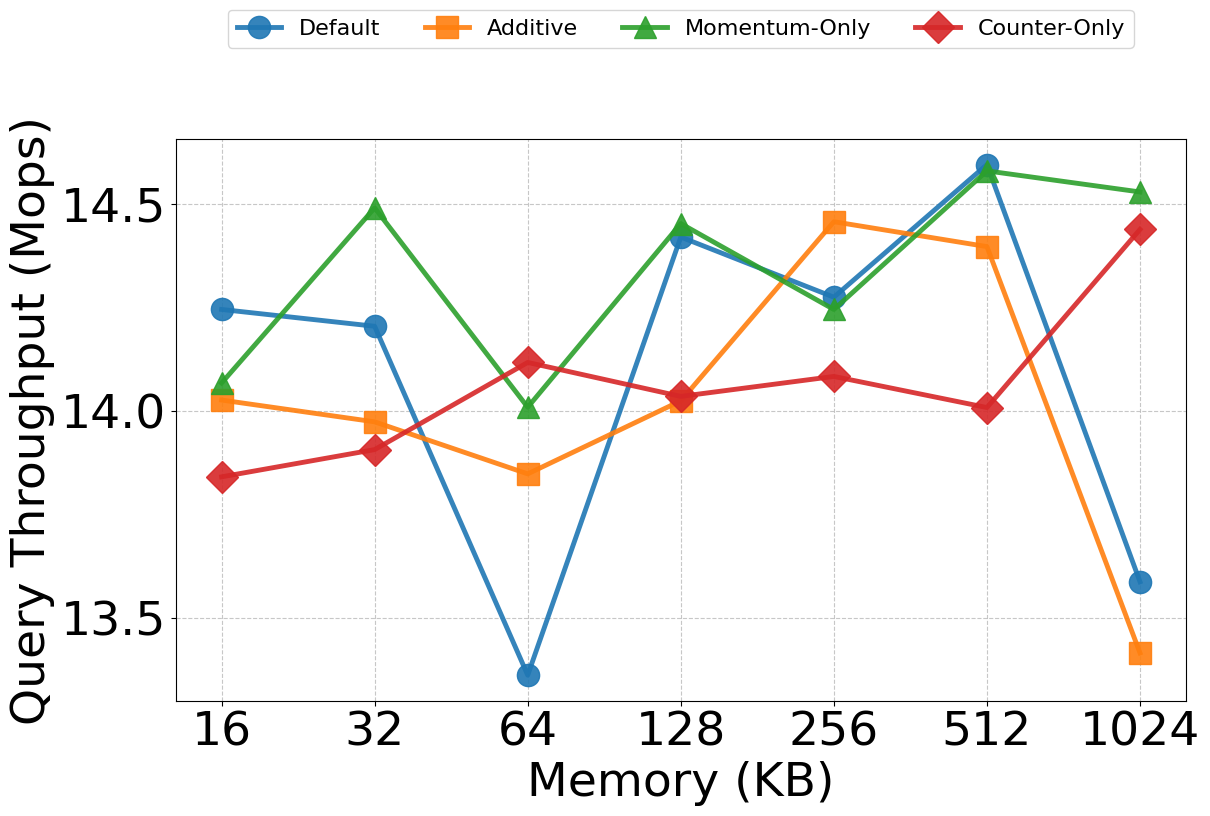 Default Additive Momentum-Only Counter-Only
Query Throughput (Mops)
14.5
14.0
13.5
16 32 64 128 256 512 1024
Memory (KB)